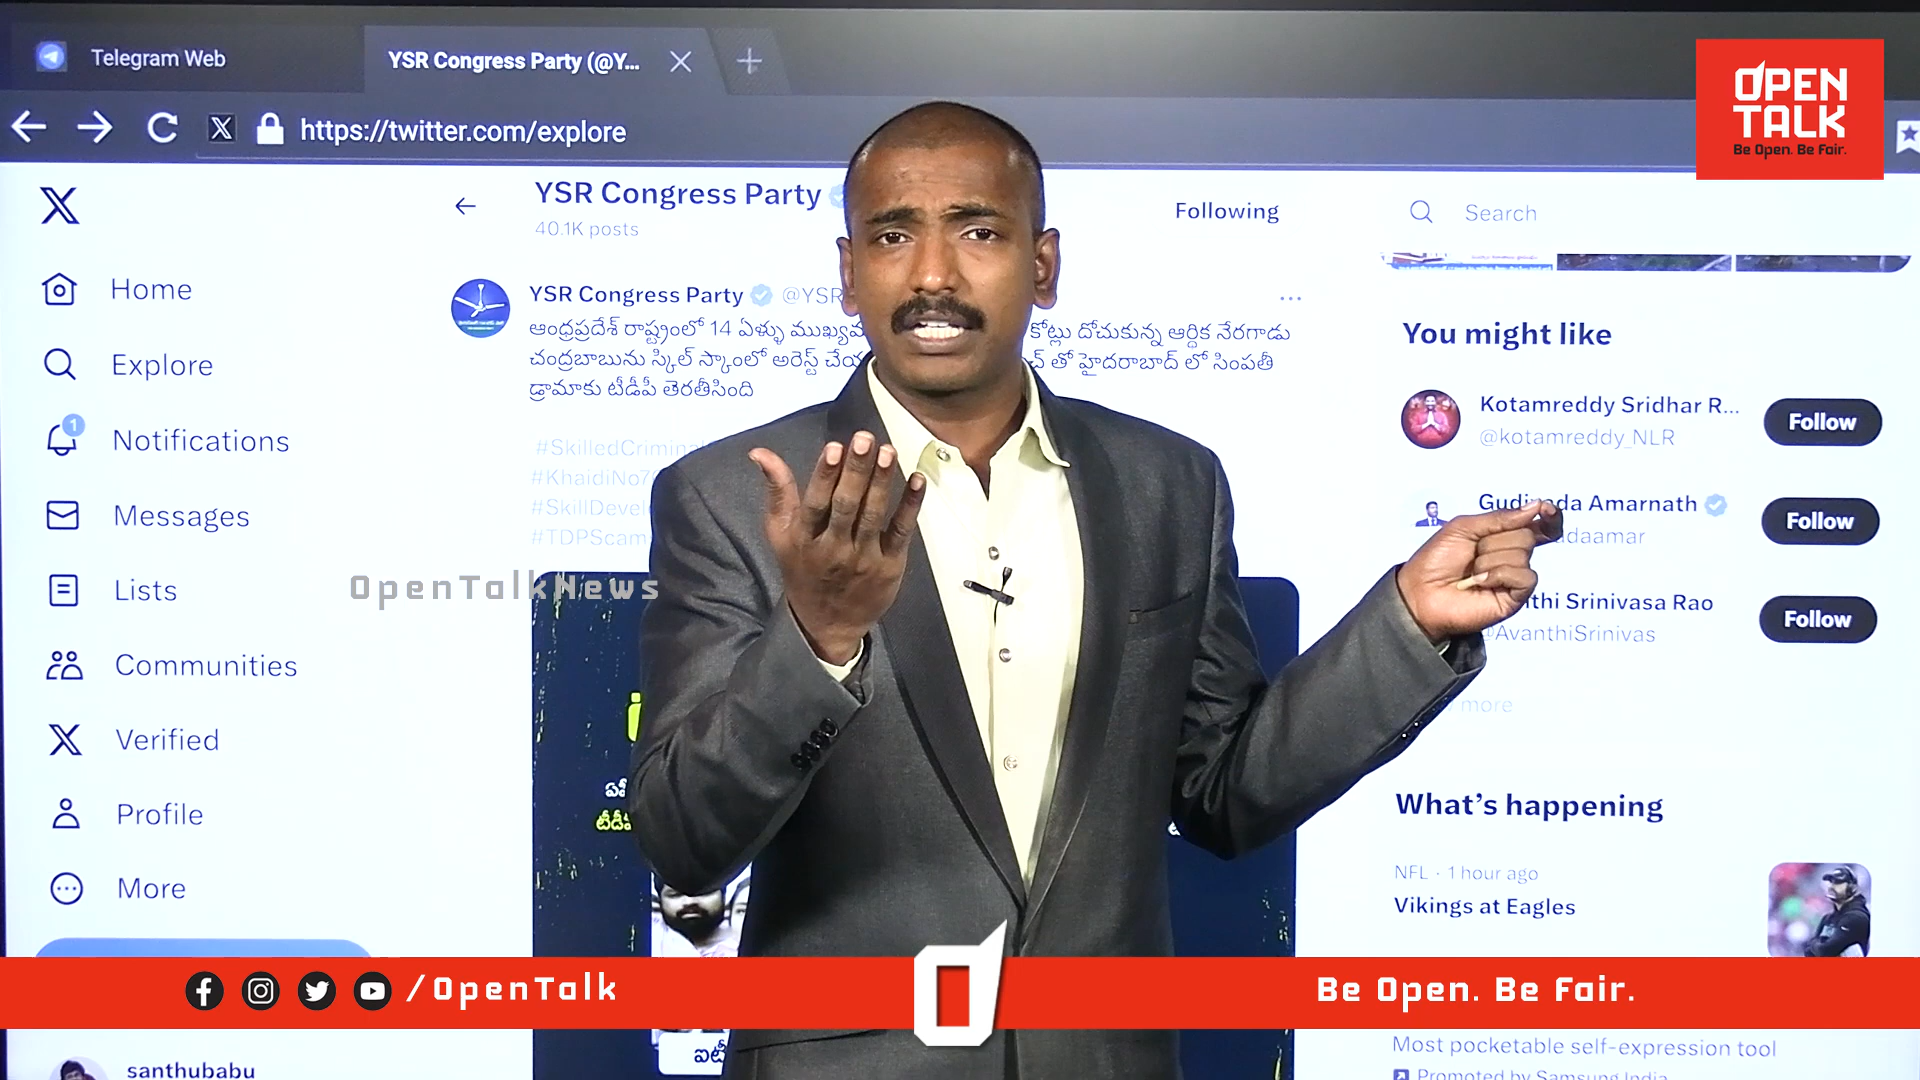 Telegram Web
YSR Congress Party (@Y...
https://twitter.com/explore
OPEN
TALK
Be Open. Be Fair.
YSR Congress Party
40.1K posts
Following
Search
Home
Explore
1
Notifications
Messages
Lists
Communities
Verified
Profile
More
YSR Congress Party @YSR
ఆంధ్రప్రదేశ్ రాష్ట్రంలో 14 ఏళ్ళు కోట్లు దోచుకున్న ఆర్థిక నేరగాడు
చంద్రబాబును స్కిల్ స్కాంలో అరెస్ట్ తో హైదరాబాద్ లో సింపతీ
డ్రామాకు టీడీపీ తెరతీసింది
#SkilledCrimina
#KhaidiNo7
#SkillDevel
#TDPScam
OpenTalkNews
You might like
Kotamreddy Sridhar R...
@kotamreddy_NLR
Follow
Amarnath
daamar
Follow
thi Srinivasa Rao
@AvanthiSrinivas
Follow
more
What's happening
NFL · 1 hour ago
Vikings at Eagles
/OpenTalk
Be Open. Be Fair.
santhubabu
Most pocketable self-expression tool
Promoted by Samsung India